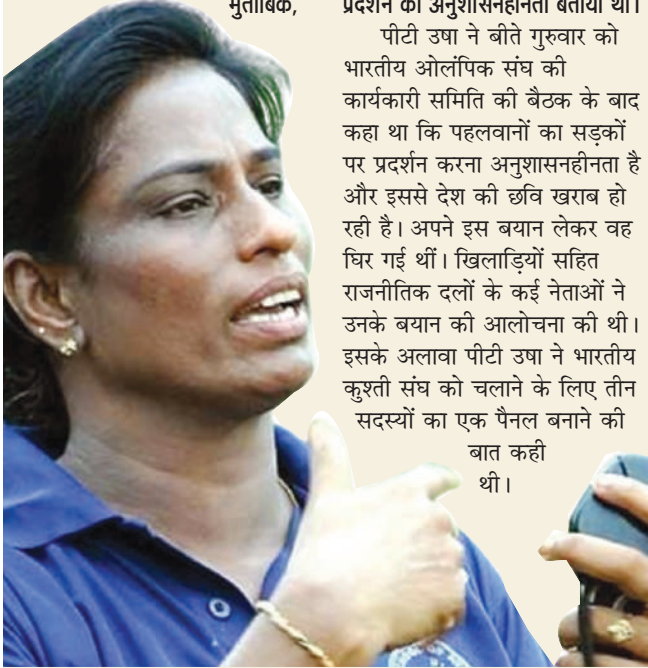 मुताबिक,
प्रदर्शन को अनुशासनहीनता बताया था।
पीटी उषा ने बीते गुरुवार को
भारतीय ओलंपिक संघ की
कार्यकारी समिति की बैठक के बाद
कहा था कि पहलवानों का सड़कों
पर प्रदर्शन करना अनुशासनहीनता है
और इससे देश की छवि खराब हो
रही है। अपने इस बयान लेकर वह
घिर गई थीं। खिलाड़ियों सहित
राजनीतिक दलों के कई नेताओं ने
उनके बयान की आलोचना की थी।
इसके अलावा पीटी उषा ने भारतीय
कुश्ती संघ को चलाने के लिए तीन
सदस्यों का एक पैनल बनाने की
बात कही
थी।